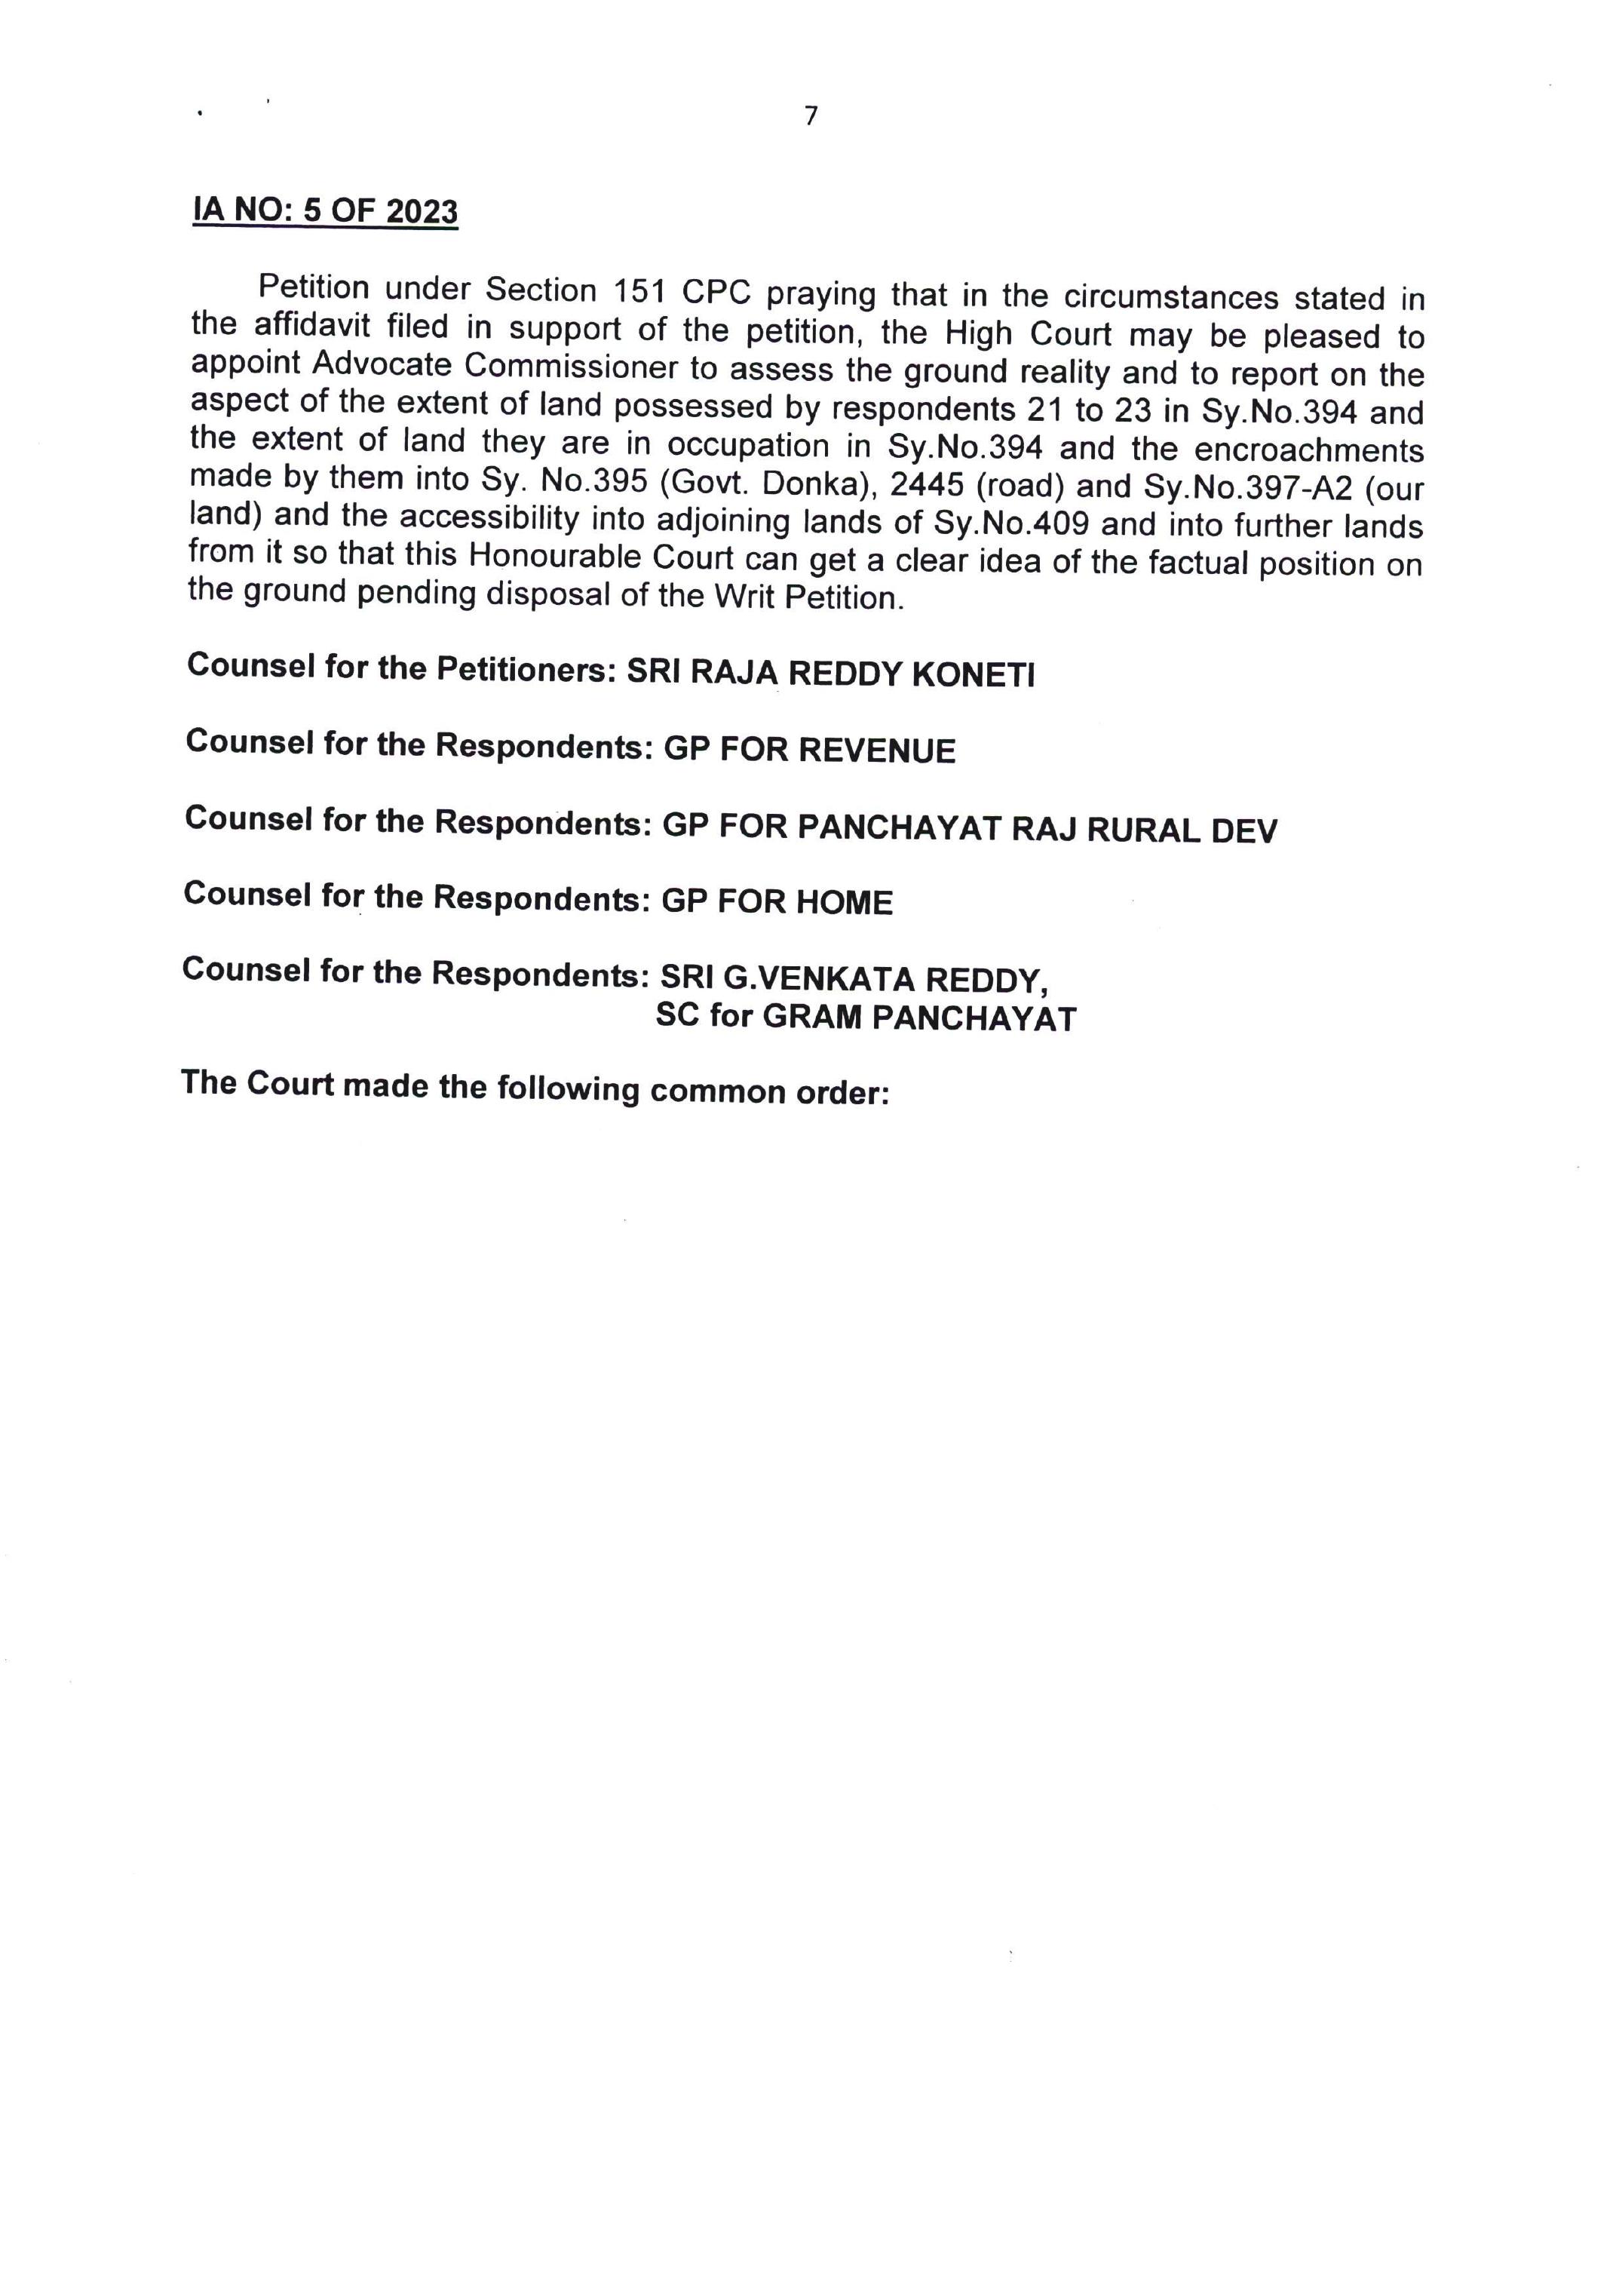 7
IA NO: 5 OF 2023
Petition under Section 151 CPC praying that in the circumstances stated in
the affidavit filed in support of the petition, the High Court may be pleased to
appoint Advocate Commissioner to assess the ground reality and to report on the
aspect of the extent of land possessed by respondents 21 to 23 in Sy.No.394 and
the extent of land they are in occupation in Sy.No.394 and the encroachments
made by them into Sy. No.395 (Govt. Donka), 2445 (road) and Sy.No.397-A2 (our
land) and the accessibility into adjoining lands of Sy.No.409 and into further lands
from it so that this Honourable Court can get a clear idea of the factual position on
the ground pending disposal of the Writ Petition.
Counsel for the Petitioners: SRI RAJA REDDY KONETI
Counsel for the Respondents: GP FOR REVENUE
Counsel for the Respondents: GP FOR PANCHAYAT RAJ RURAL DEV
Counsel for the Respondents: GP FOR HOME
Counsel for the Respondents: SRI G.VENKATA REDDY,
SC for GRAM PANCHAYAT
The Court made the following common order: